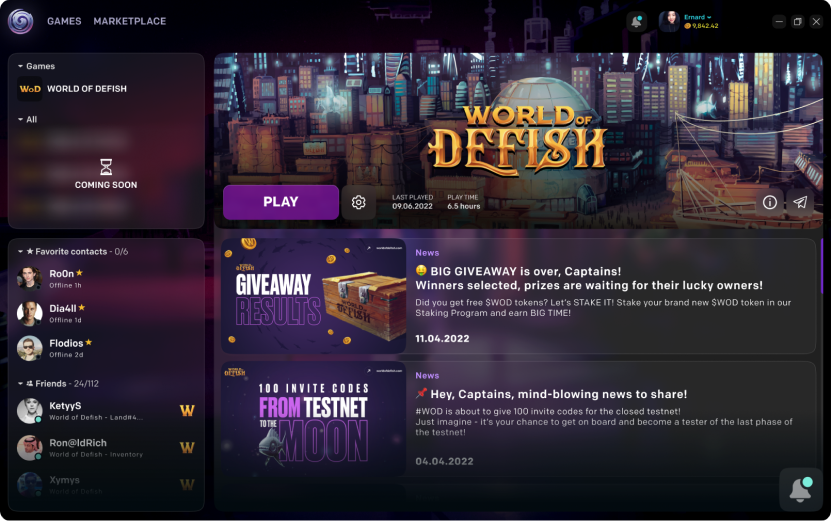 GAMES MARKETPLACE
Ernard
9,842.42
Games
WoD WORLD OF DEFISH
All
COMING SOON
WORLD OF
DEFISH
PLAY
LAST PLAYED
09.06.2022
PLAY TIME
6.5 hours
Favorite contacts - 0/6
Ro0n
Offline 1h
Dia4ll
Offline 1d
Flodios
Offline 2d
Friends - 24/112
KetyyS
World of Defish - Land#4...
W
Ron@ldRich
World of Defish - Inventory
W
Xymys
World of Defish
W
WORLD OF
DEFISH
GIVEAWAY
RESULTS
News
BIG GIVEAWAY is over, Captains!
Winners selected, prizes are waiting for their lucky owners!
Did you get free $WOD tokens? Let's STAKE IT! Stake your brand new $WOD token in our
Staking Program and earn BIG TIME!
11.04.2022
WORLD OF
DEFISH
100 INVITE CODES
FROM TESTNET
TO THE
MOON
News
Hey, Captains, mind-blowing news to share!
#WOD is about to give 100 invite codes for the closed testnet!
Just imagine - it's your chance to get on board and become a tester of the last phase of
the testnet!
04.04.2022